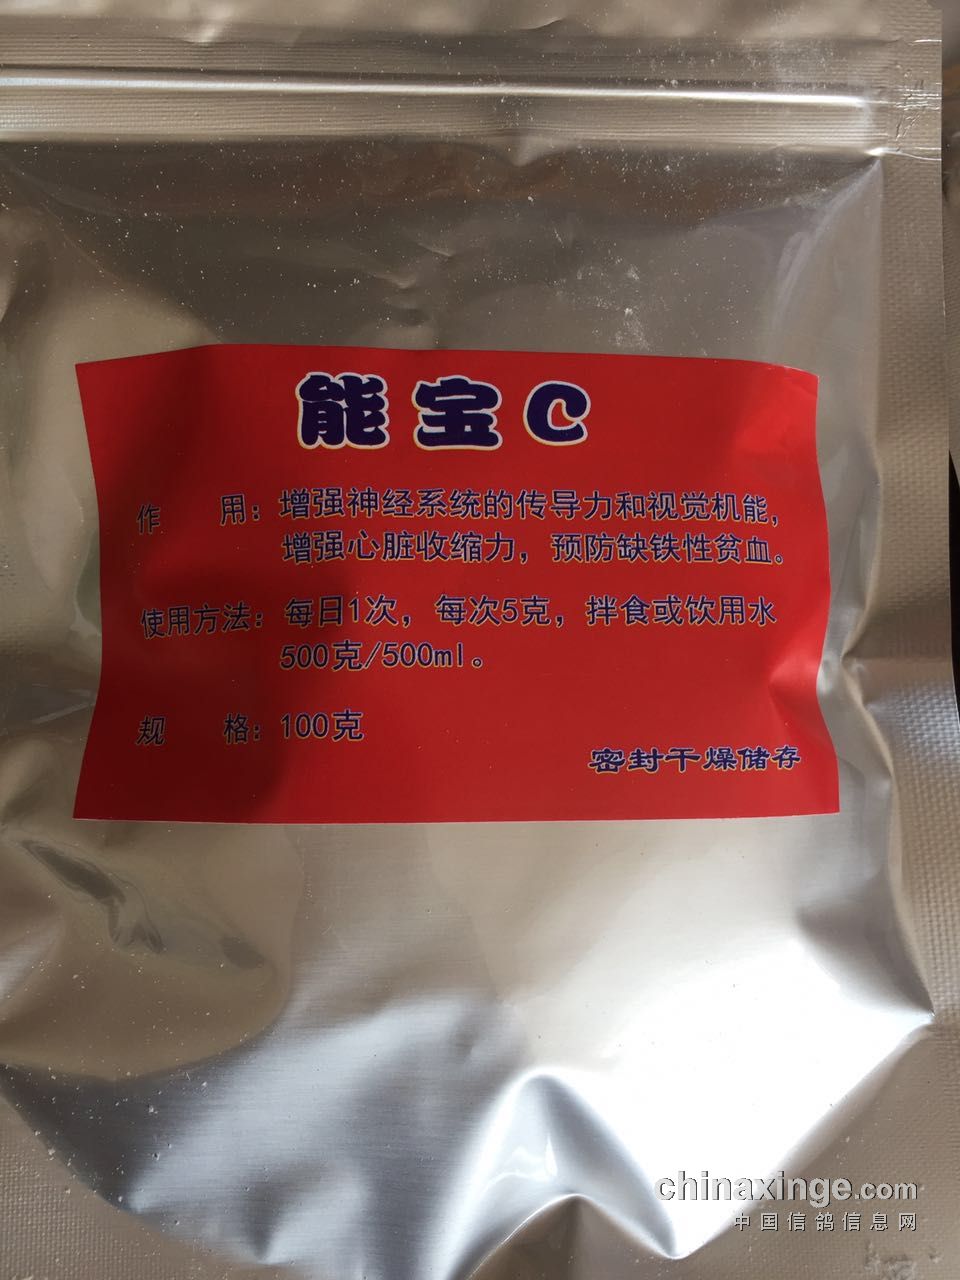 能宝C
作用：增强神经系统的传导力和视觉机能，
增强心脏收缩力，预防缺铁性贫血。
使用方法：每日1次，每次5克，拌食或饮用水
500克/500ml。
规格：100克
密封干燥储存
chinaxinge.com
中国信鸽信息网